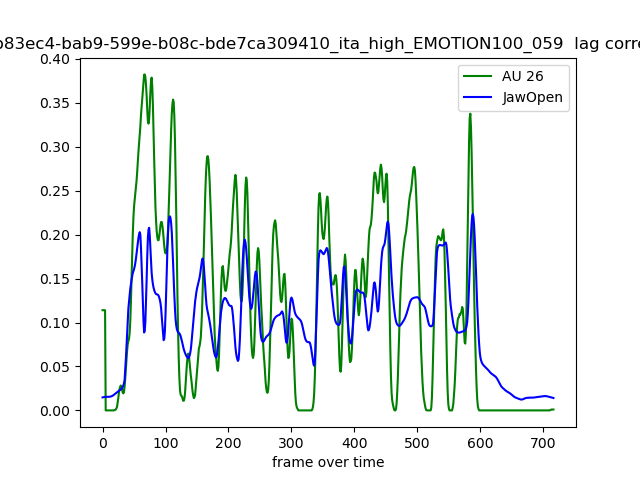 b83ec4-bab9-599e-b08c-bde7ca309410_ita_high_EMOTION100_059 lag corre
0.40
AU 26
JawOpen
0.35
0.30
0.25
0.20
0.15
0.10
0.05
0.00
0 100 200 300 400 500 600 700
frame over time